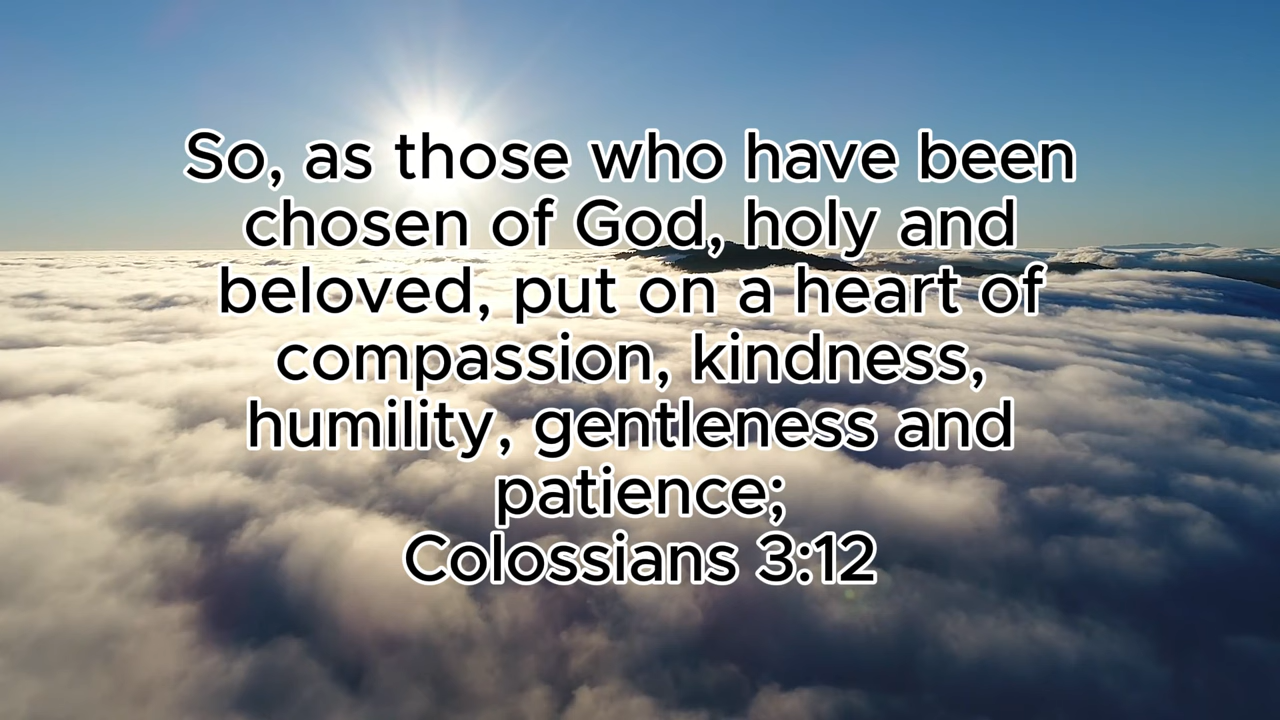 So, as those who have been
chosen of God, holy and
beloved, put on a heart of
compassion, kindness,
humility, gentleness and
patience;
Colossians 3:12